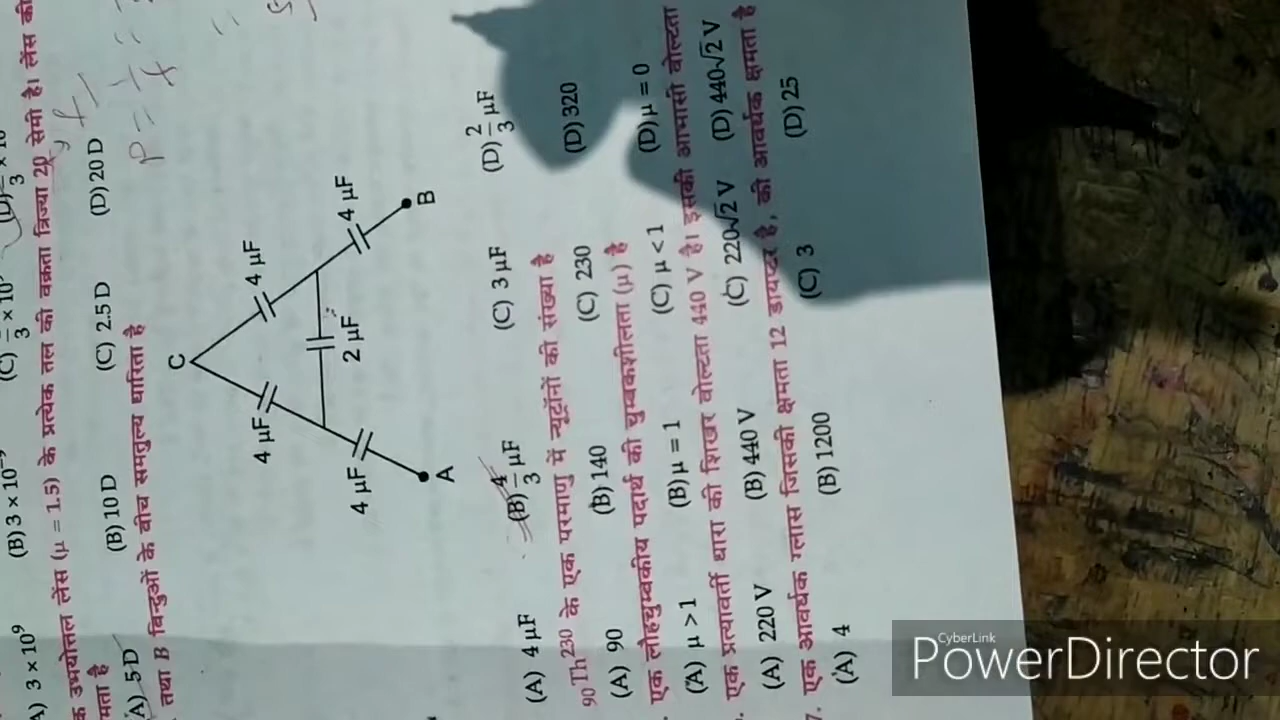 (A) 3 × 10⁹ (B) 3 × 10⁻⁹ (C) 3 × 10 (D) 3 × 10
क उभयोत्तल लेंस (μ = 1.5) के प्रत्येक तल की वक्रता त्रिज्या 20 सेमी है। लेंस की
मता है
(A) 5 D (B) 10 D (C) 2.5 D (D) 20 D
तथा B बिन्दुओं के बीच समतुल्य धारिता है
C
4 μF 4 μF
2 μF
4 μF 4 μF
A B
(A) 4 μF (B) 4/3 μF (C) 3 μF (D) 2/3 μF
₉₀Th²³⁰ के एक परमाणु में न्यूट्रॉनों की संख्या है
(A) 90 (B) 140 (C) 230 (D) 320
एक लोहचुम्बकीय पदार्थ की चुम्बकशीलता (μ) है
(A) μ > 1 (B) μ = 1 (C) μ < 1 (D) μ = 0
एक प्रत्यावर्ती धारा की शिखर वोल्टता 440 V है। इसकी आभासी वोल्टता
(A) 220 V (B) 440 V (C) 220√2 V (D) 440√2 V
7. एक आवर्धक ग्लास जिसकी क्षमता 12 डायप्टर है, की आवर्धक क्षमता है
(A) 4 (B) 1200 (C) 3 (D) 25
CyberLink
PowerDirector